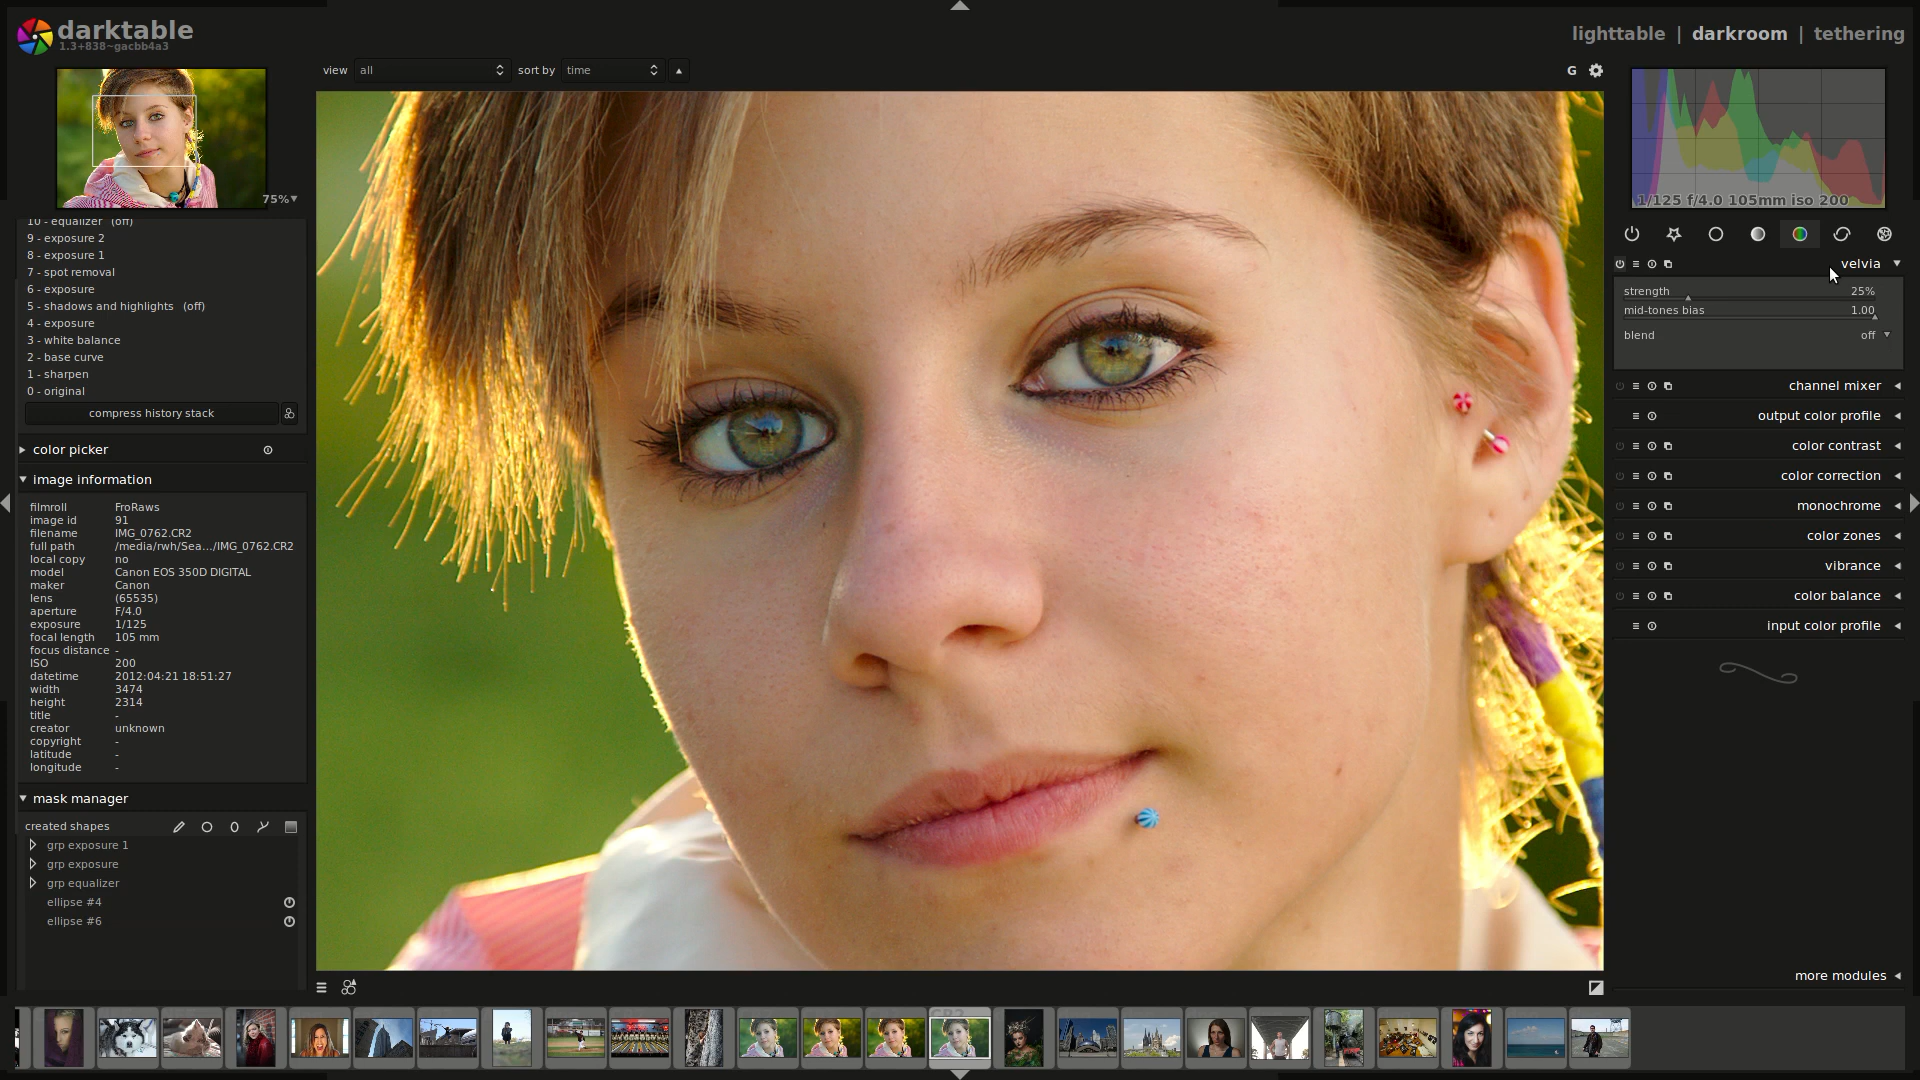 darktable
1.3+838~gacbb4a3
lighttable | darkroom | tethering
view all sort by time
G
75%
1/125 f/4.0 105mm iso 200
10 - equalizer (off)
9 - exposure 2
8 - exposure 1
7 - spot removal
6 - exposure
5 - shadows and highlights (off)
4 - exposure
3 - white balance
2 - base curve
1 - sharpen
0 - original
compress history stack
color picker
image information
filmroll FroRaws
image id 91
filename IMG_0762.CR2
full path /media/rwh/Sea.../IMG_0762.CR2
local copy no
model Canon EOS 350D DIGITAL
maker Canon
lens (65535)
aperture F/4.0
exposure 1/125
focal length 105 mm
focus distance -
ISO 200
datetime 2012:04:21 18:51:27
width 3474
height 2314
title -
creator unknown
copyright -
latitude -
longitude -
mask manager
created shapes
grp exposure 1
grp exposure
grp equalizer
ellipse #4
ellipse #6
velvia
strength 25%
mid-tones bias 1.00
blend off
channel mixer
output color profile
color contrast
color correction
monochrome
color zones
vibrance
color balance
input color profile
more modules